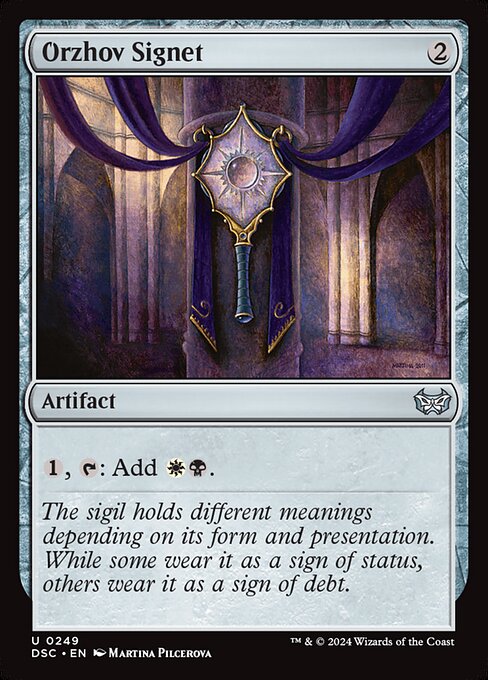 Orzhov Signet 2
Artifact
1, : Add .
The sigil holds different meanings
depending on its form and presentation.
While some wear it as a sign of status,
others wear it as a sign of debt.
U 0249
DSC • EN Martina Pilcerova
™ & © 2024 Wizards of the Coast